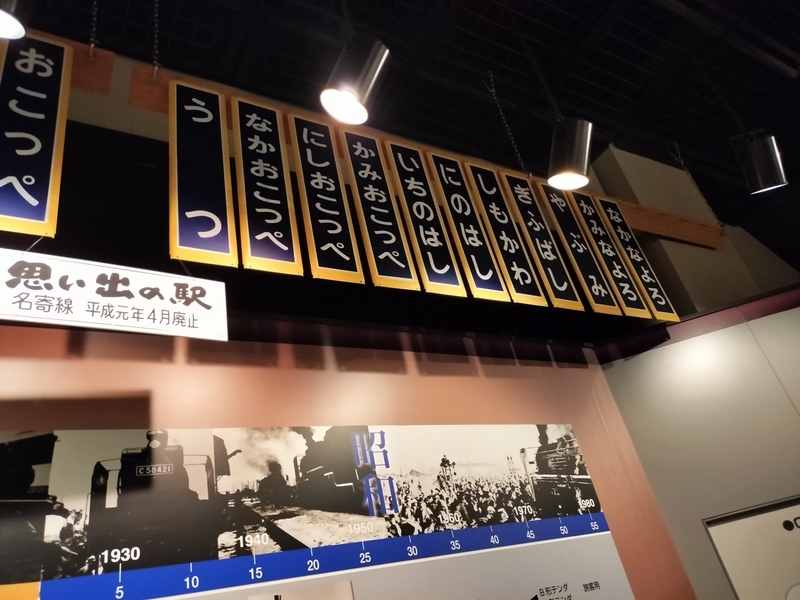 おこっぺ
うつ
なかおこっぺ
にしおこっぺ
かみおこっぺ
いちのはし
にのはし
しもかわ
ぎふばし
やぶみ
かみなよろ
なかなよろ
思い出の駅
名寄線 平成元年4月廃止
C58421
昭和
1930 1940 1950 1960 1970 1980
5 10 15 20 25 30 35 40 45 50 55
旅客用